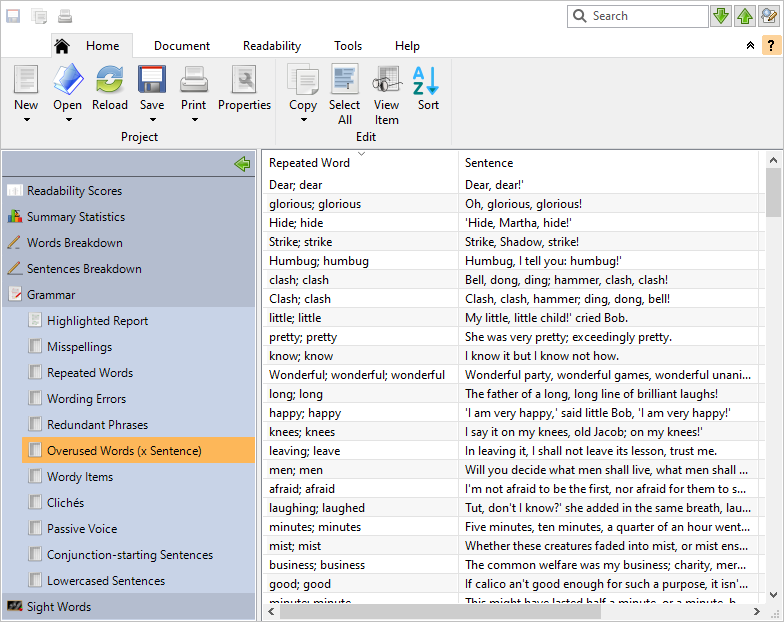 Search
Home Document Readability Tools Help
?
New Open Reload Save Print Properties Copy Select All View Item Sort
Project Edit
Readability Scores
Summary Statistics
Words Breakdown
Sentences Breakdown
Grammar
Highlighted Report
Misspellings
Repeated Words
Wording Errors
Redundant Phrases
Overused Words (x Sentence)
Wordy Items
Clichés
Passive Voice
Conjunction-starting Sentences
Lowercased Sentences
Sight Words
Repeated Word Sentence
Dear; dear Dear, dear!'
glorious; glorious Oh, glorious, glorious!
Hide; hide 'Hide, Martha, hide!'
Strike; strike Strike, Shadow, strike!
Humbug; humbug Humbug, I tell you: humbug!'
clash; clash Bell, dong, ding; hammer, clash, clash!
Clash; clash Clash, clash, hammer; ding, dong, bell!
little; little My little, little child!' cried Bob.
pretty; pretty She was very pretty; exceedingly pretty.
know; know I know it but I know not how.
Wonderful; wonderful; wonderful Wonderful party, wonderful games, wonderful unani...
long; long The father of a long, long line of brilliant laughs!
happy; happy 'I am very happy,' said little Bob, 'I am very happy!'
knees; knees I say it on my knees, old Jacob; on my knees!'
leaving; leave In leaving it, I shall not leave its lesson, trust me.
men; men Will you decide what men shall live, what men shall ...
afraid; afraid I'm not afraid to be the first, nor afraid for them to s...
laughing; laughed Tut, don't I know?' she added in the same breath, lau...
minutes; minutes Five minutes, ten minutes, a quarter of an hour went...
mist; mist Whether these creatures faded into mist, or mist ens...
business; business The common welfare was my business; charity, mer...
good; good If calico an't good enough for such a purpose, it isn'...
minute; minute This might have lasted half a minute, or a minute, b...